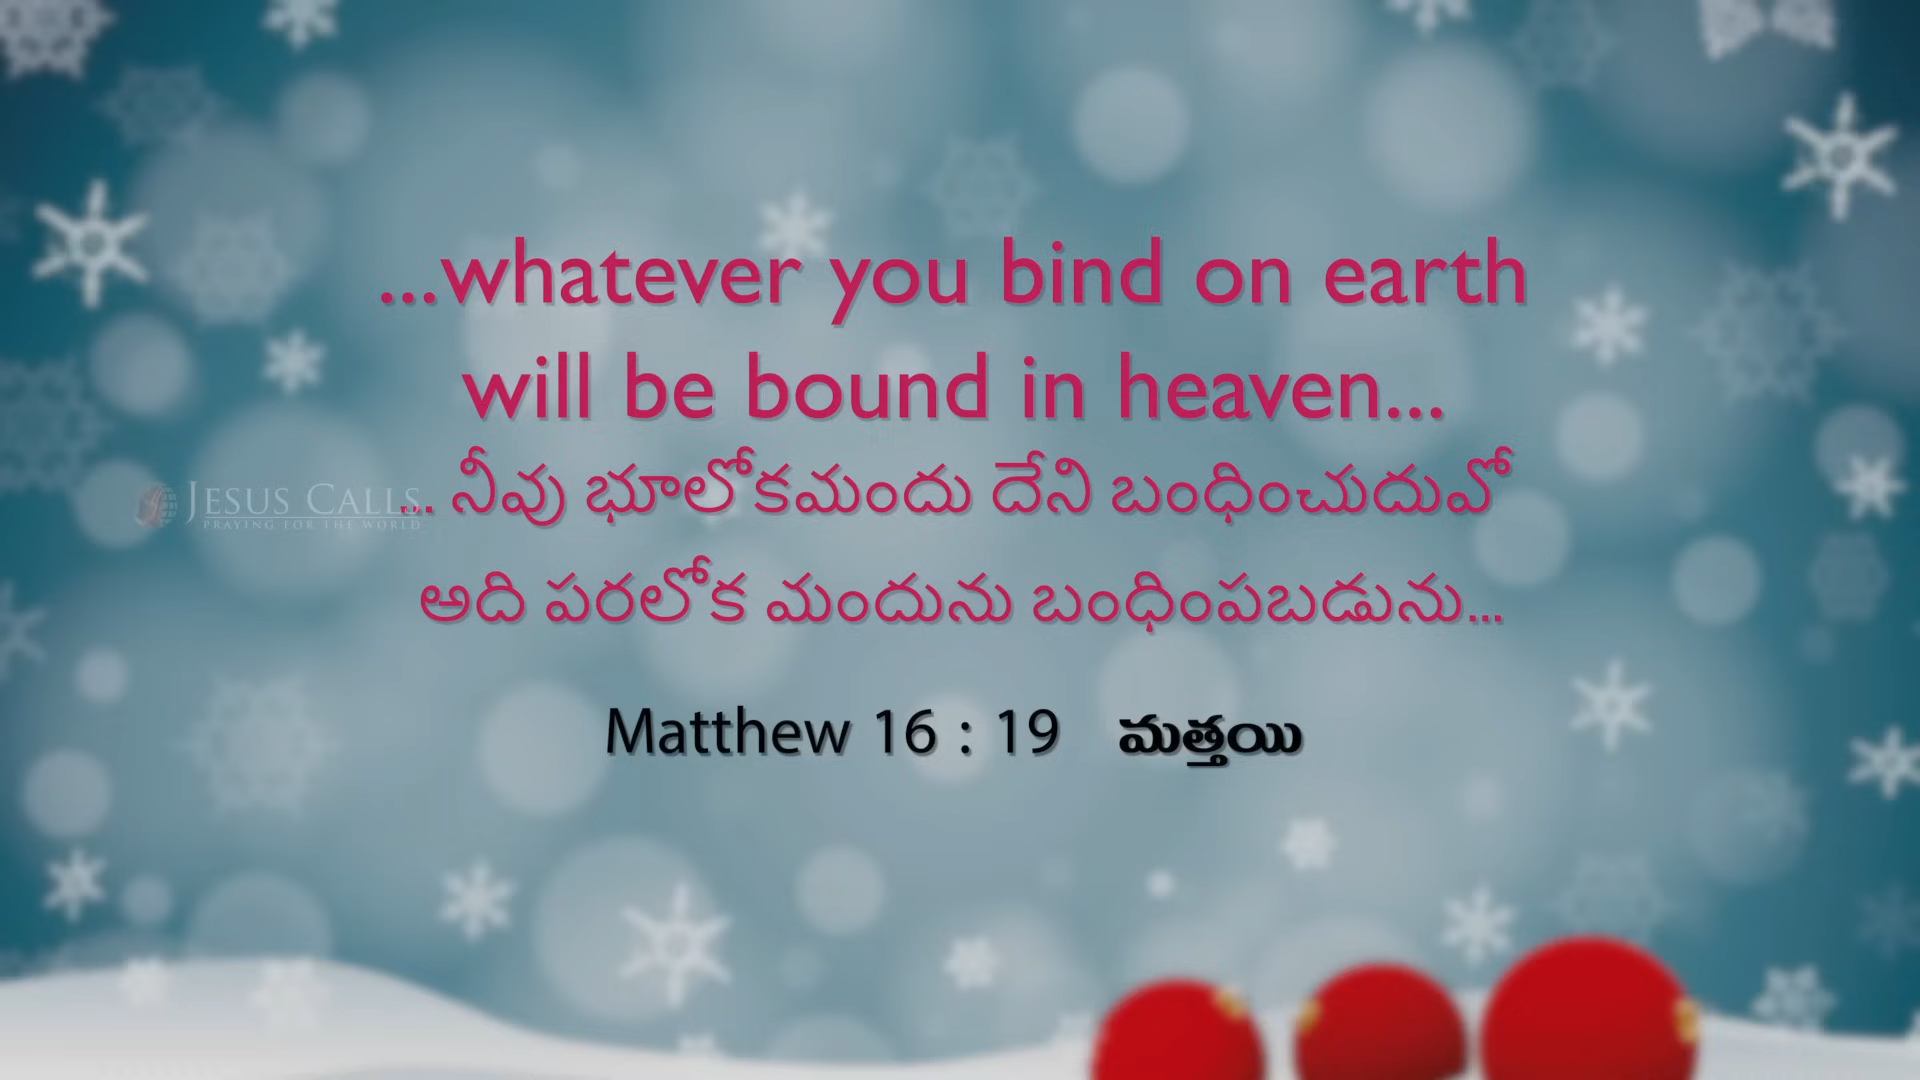 ...whatever you bind on earth
will be bound in heaven...
... నీవు భూలోకమందు దేని బంధించుదువో
అది పరలోక మందును బంధింపబడును...
Matthew 16 : 19 మత్తయి
JESUS CALLS
PRAYING FOR THE WORLD